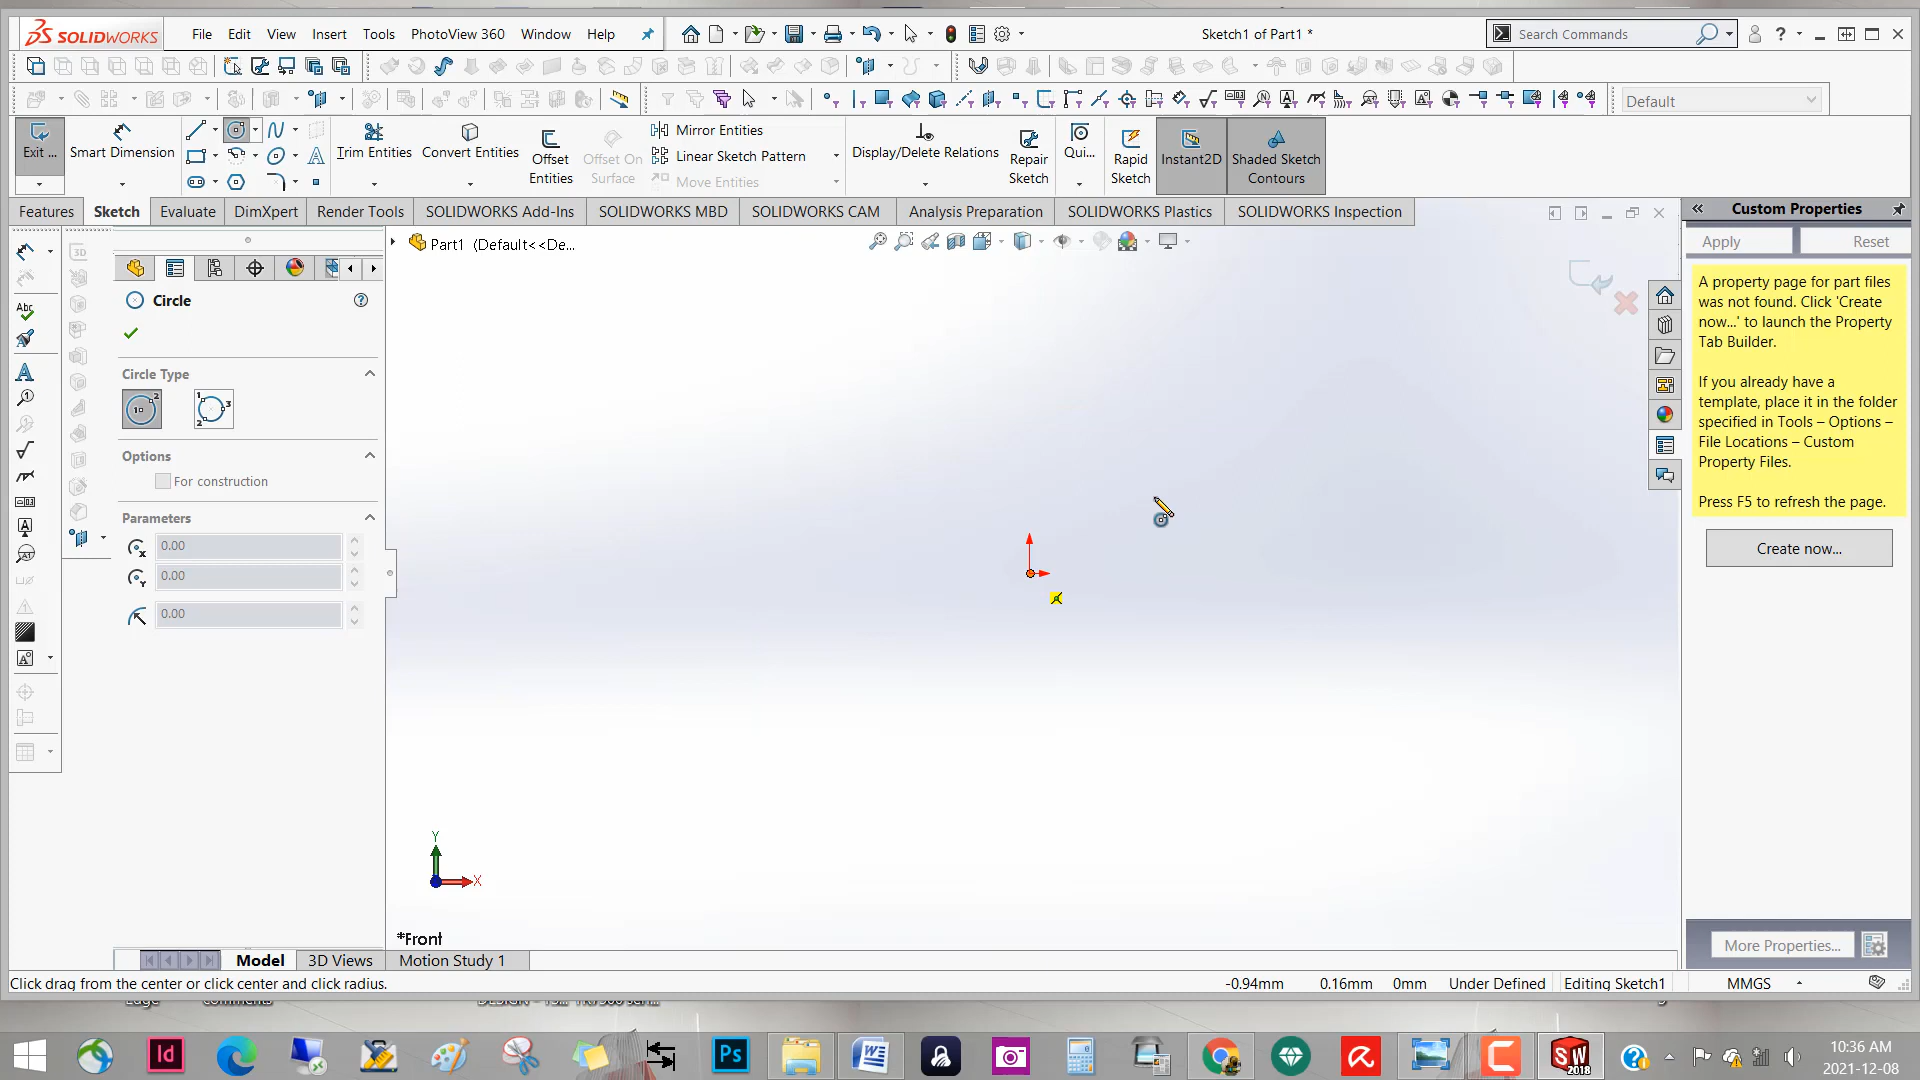 SOLIDWORKS File Edit View Insert Tools PhotoView 360 Window Help Sketch1 of Part1 * Search Commands
Default
Exit ... Smart Dimension Trim Entities Convert Entities Offset Entities Offset On Surface Mirror Entities Linear Sketch Pattern Move Entities Display/Delete Relations Repair Sketch Qui... Rapid Sketch Instant2D Shaded Sketch Contours
Features Sketch Evaluate DimXpert Render Tools SOLIDWORKS Add-Ins SOLIDWORKS MBD SOLIDWORKS CAM Analysis Preparation SOLIDWORKS Plastics SOLIDWORKS Inspection
Part1 (Default<<De...
Circle
Circle Type
Options
For construction
Parameters
0.00
0.00
0.00
Abc
3D
Y
X
*Front
Custom Properties
Apply Reset
A property page for part files
was not found. Click 'Create
now...' to launch the Property
Tab Builder.
If you already have a
template, place it in the folder
specified in Tools – Options –
File Locations – Custom
Property Files.
Press F5 to refresh the page.
Create now...
More Properties...
Model 3D Views Motion Study 1
Click drag from the center or click center and click radius. -0.94mm 0.16mm 0mm Under Defined Editing Sketch1 MMGS
Id Ps SW 2018
10:36 AM
2021-12-08